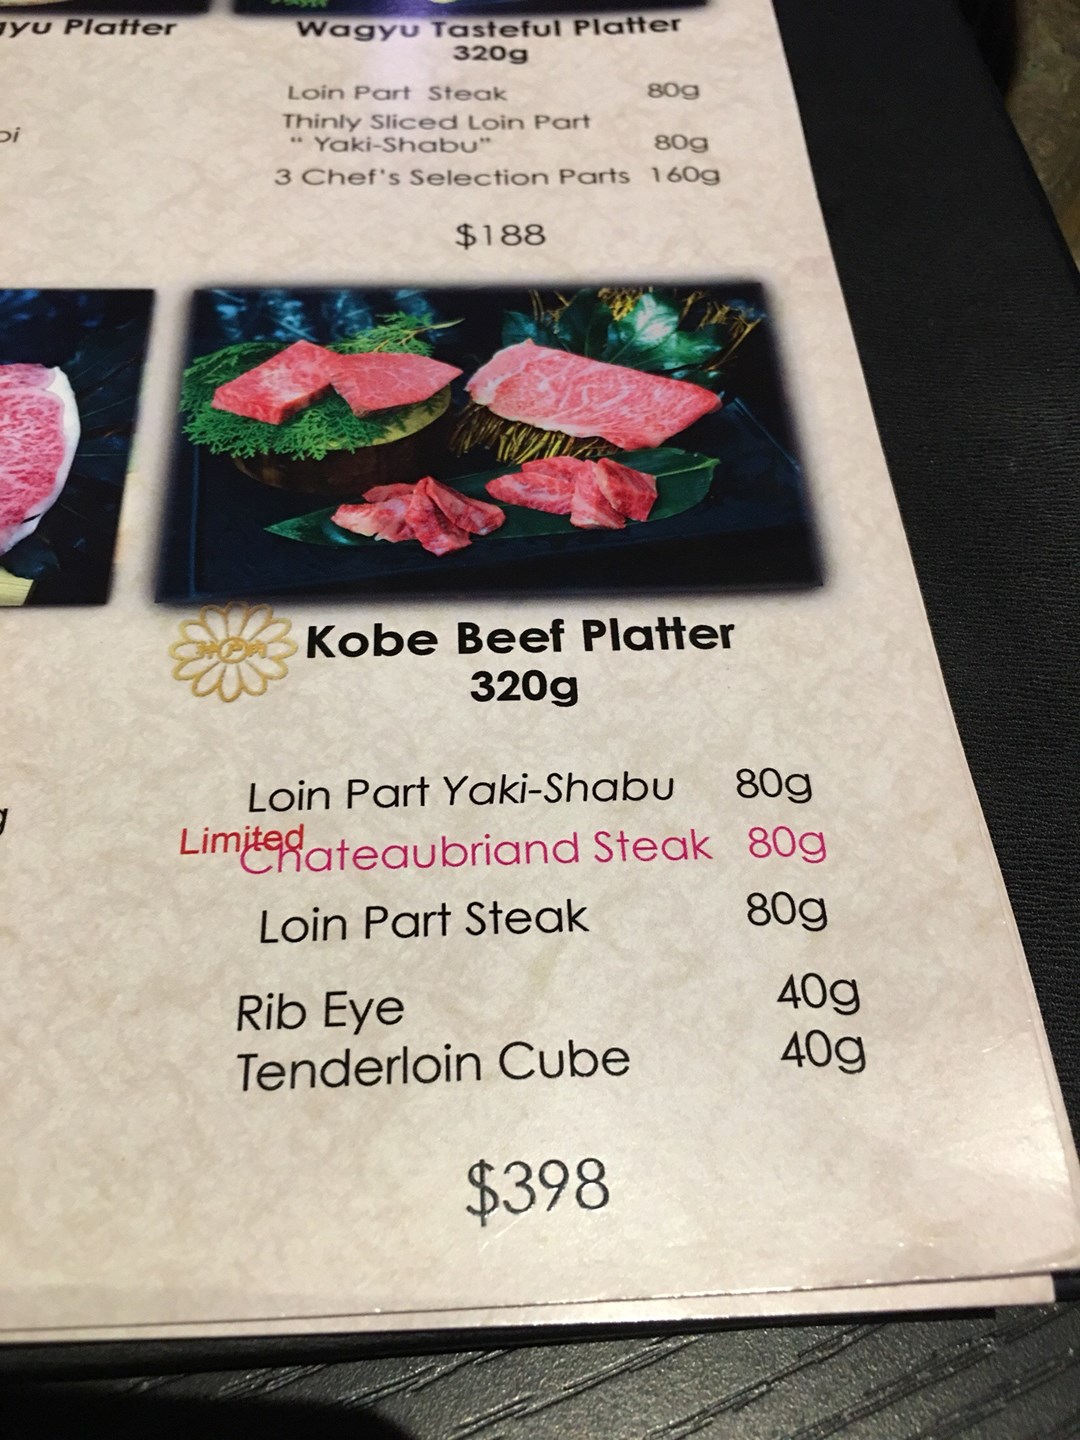 yu Platter
Wagyu Tasteful Platter
320g
Loin Part Steak 80g
Thinly Sliced Loin Part
“ Yaki-Shabu” 80g
3 Chef's Selection Parts 160g
$188
Kobe Beef Platter
320g
Loin Part Yaki-Shabu 80g
Limited Chateaubriand Steak 80g
Loin Part Steak 80g
Rib Eye 40g
Tenderloin Cube 40g
$398